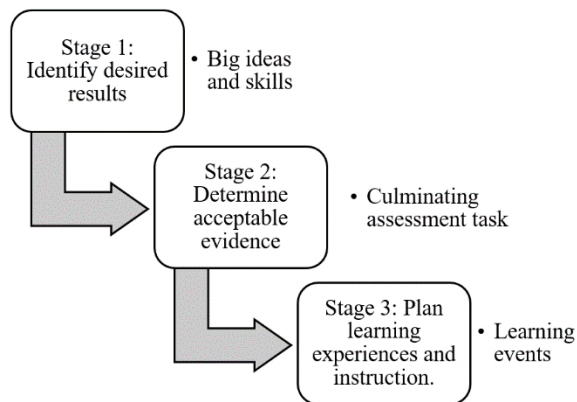 Stage 1:
Identify desired
results
• Big ideas
and skills
Stage 2:
Determine
acceptable
evidence
• Culminating
assessment task
Stage 3: Plan
learning
experiences and
instruction.
• Learning
events